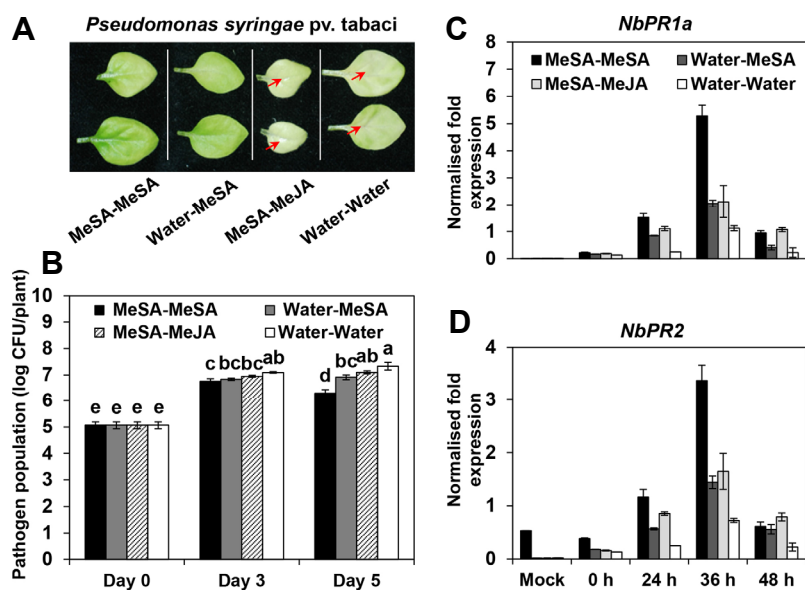 A
Pseudomonas syringae pv. tabaci
MeSA-MeSA
Water-MeSA
MeSA-MeJA
Water-Water
B
Pathogen population (log CFU/plant)
10
9
8
7
6
5
4
3
2
1
0
MeSA-MeSA
Water-MeSA
MeSA-MeJA
Water-Water
e e e e
c bc bc ab
d bc ab a
Day 0
Day 3
Day 5
C
NbPR1a
Normalised fold
expression
8
7
6
5
4
3
2
1
0
MeSA-MeSA
Water-MeSA
MeSA-MeJA
Water-Water
D
NbPR2
Normalised fold
expression
4
3
2
1
0
Mock
0 h
24 h
36 h
48 h